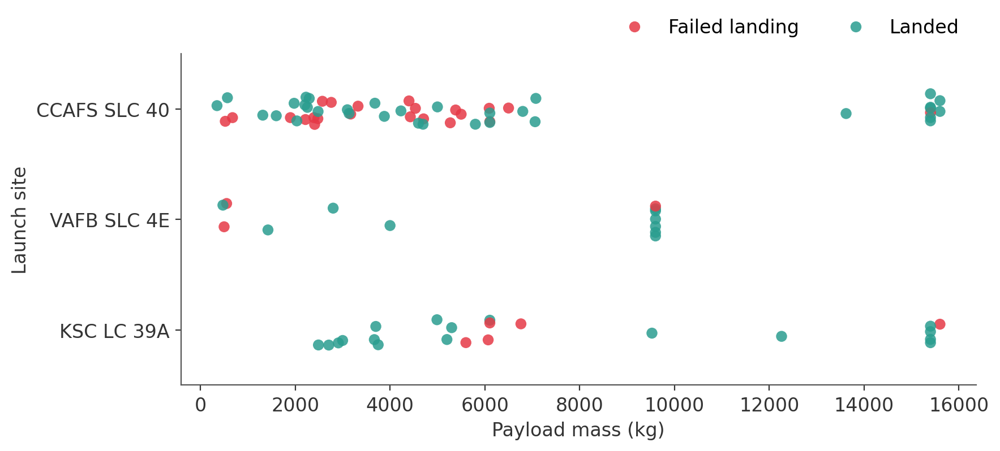 Failed landing
Landed
CCAFS SLC 40
VAFB SLC 4E
KSC LC 39A
Launch site
0 2000 4000 6000 8000 10000 12000 14000 16000
Payload mass (kg)